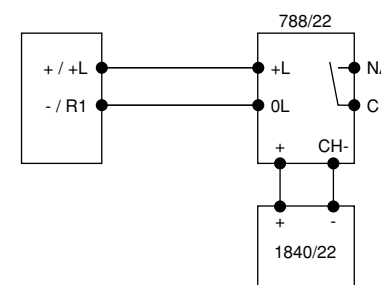 788/22
+ / +L +L NA
- / R1 0L C
+ CH-
+ -
1840/22